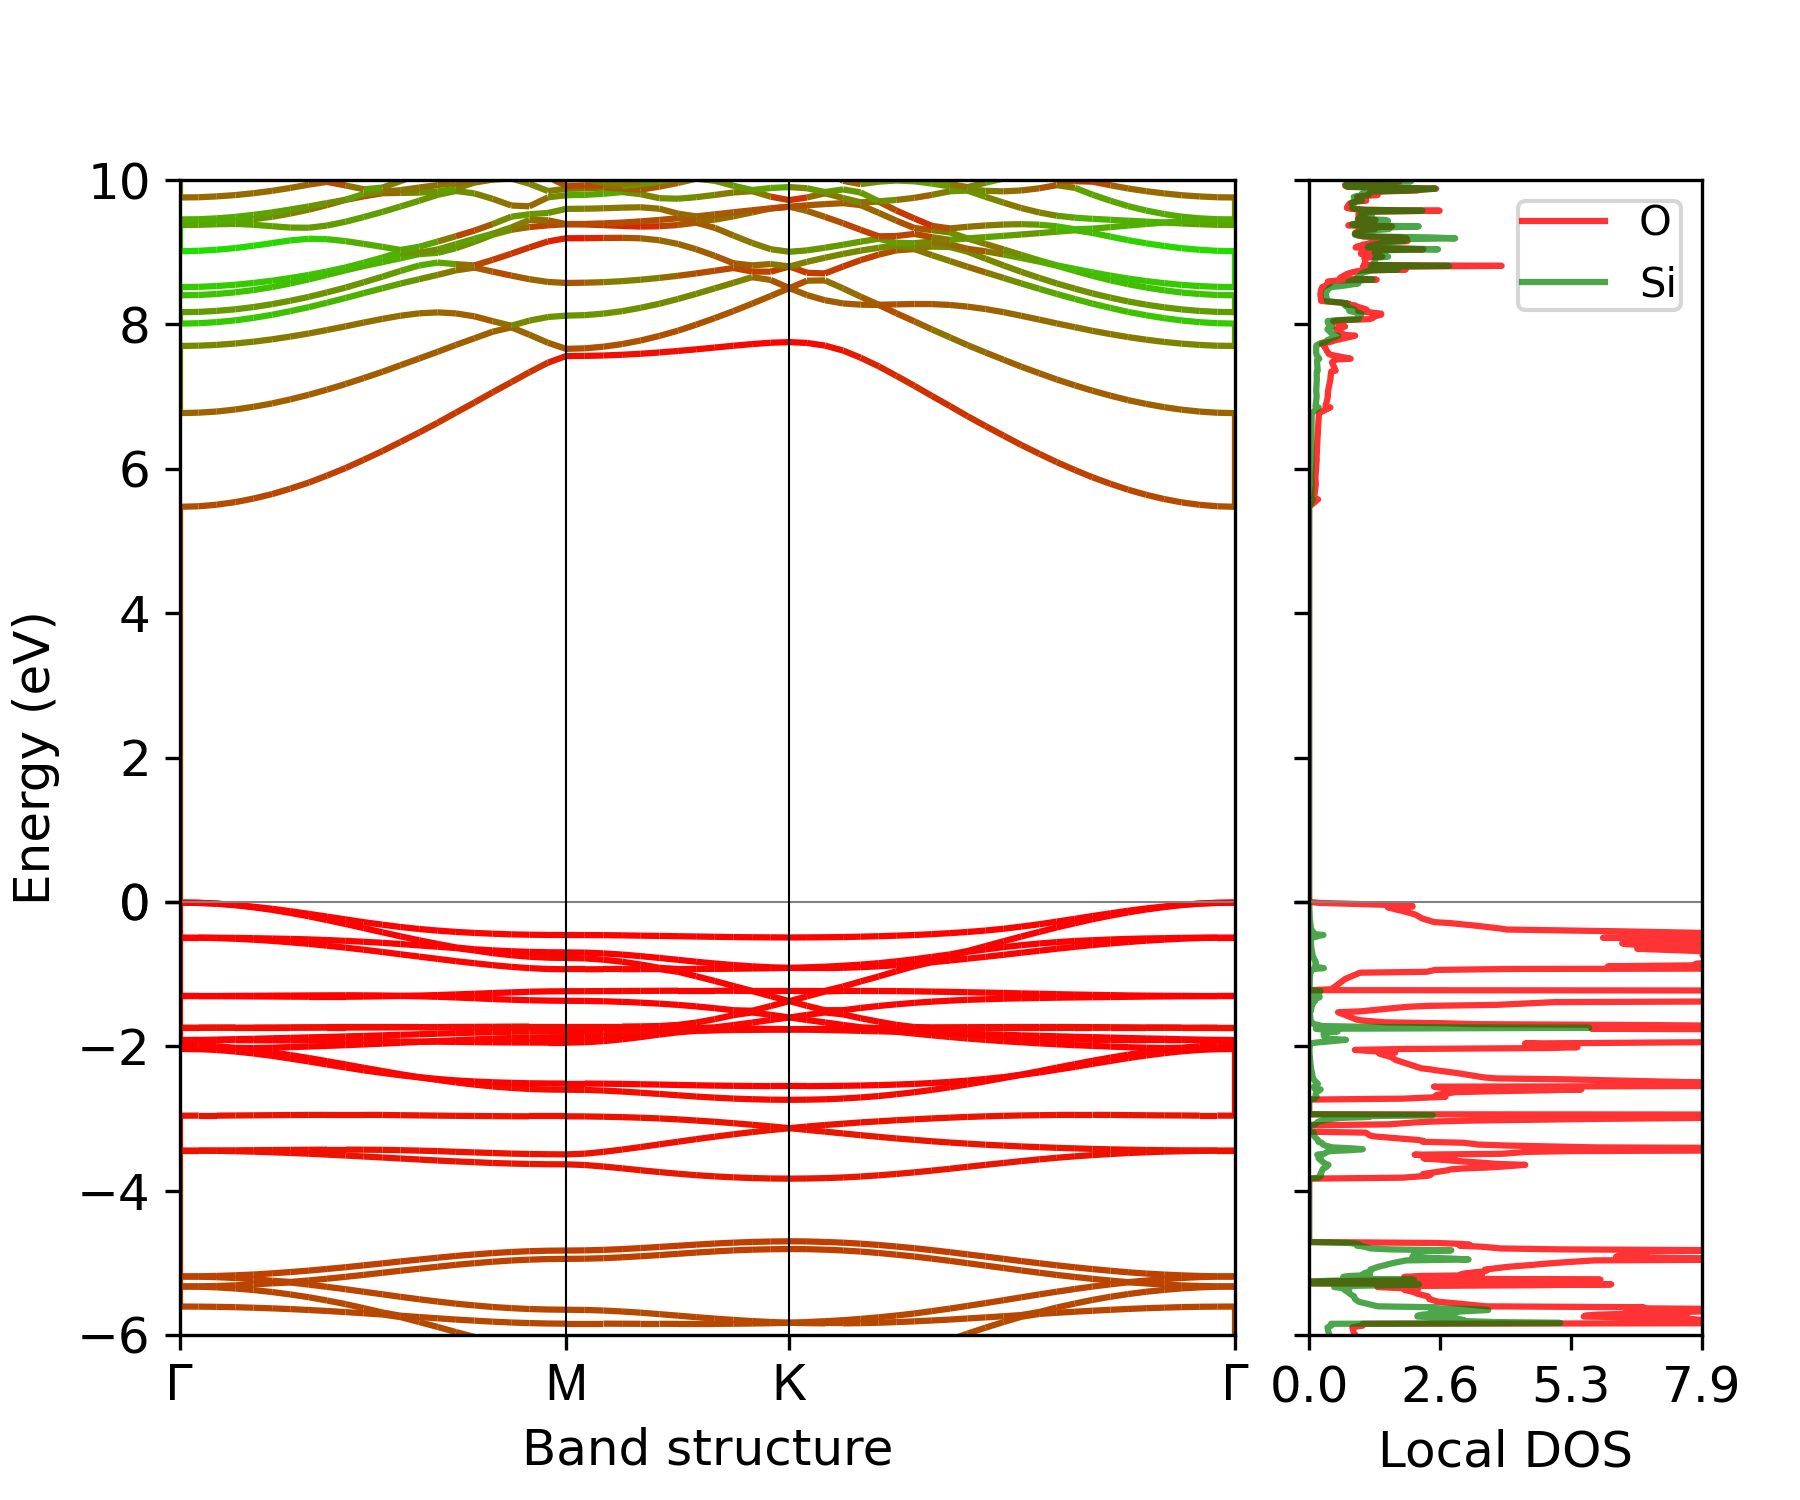 10
8
6
4
2
0
−2
−4
−6
Energy (eV)
Γ M K Γ
Band structure
O
Si
0.0 2.6 5.3 7.9
Local DOS